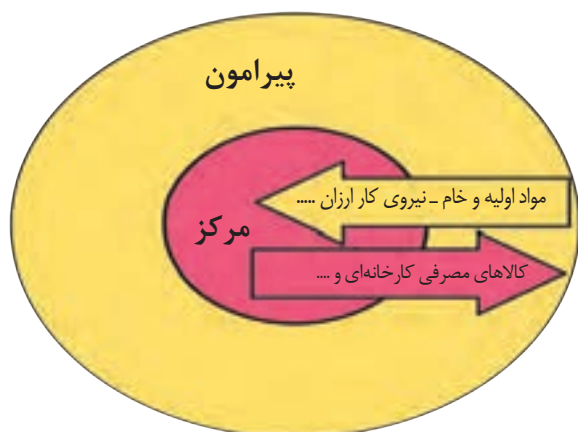 پیرامون
مواد اولیه و خام ـ نیروی کار ارزان .....
مرکز
کالاهای مصرفی کارخانه‌ای و ....